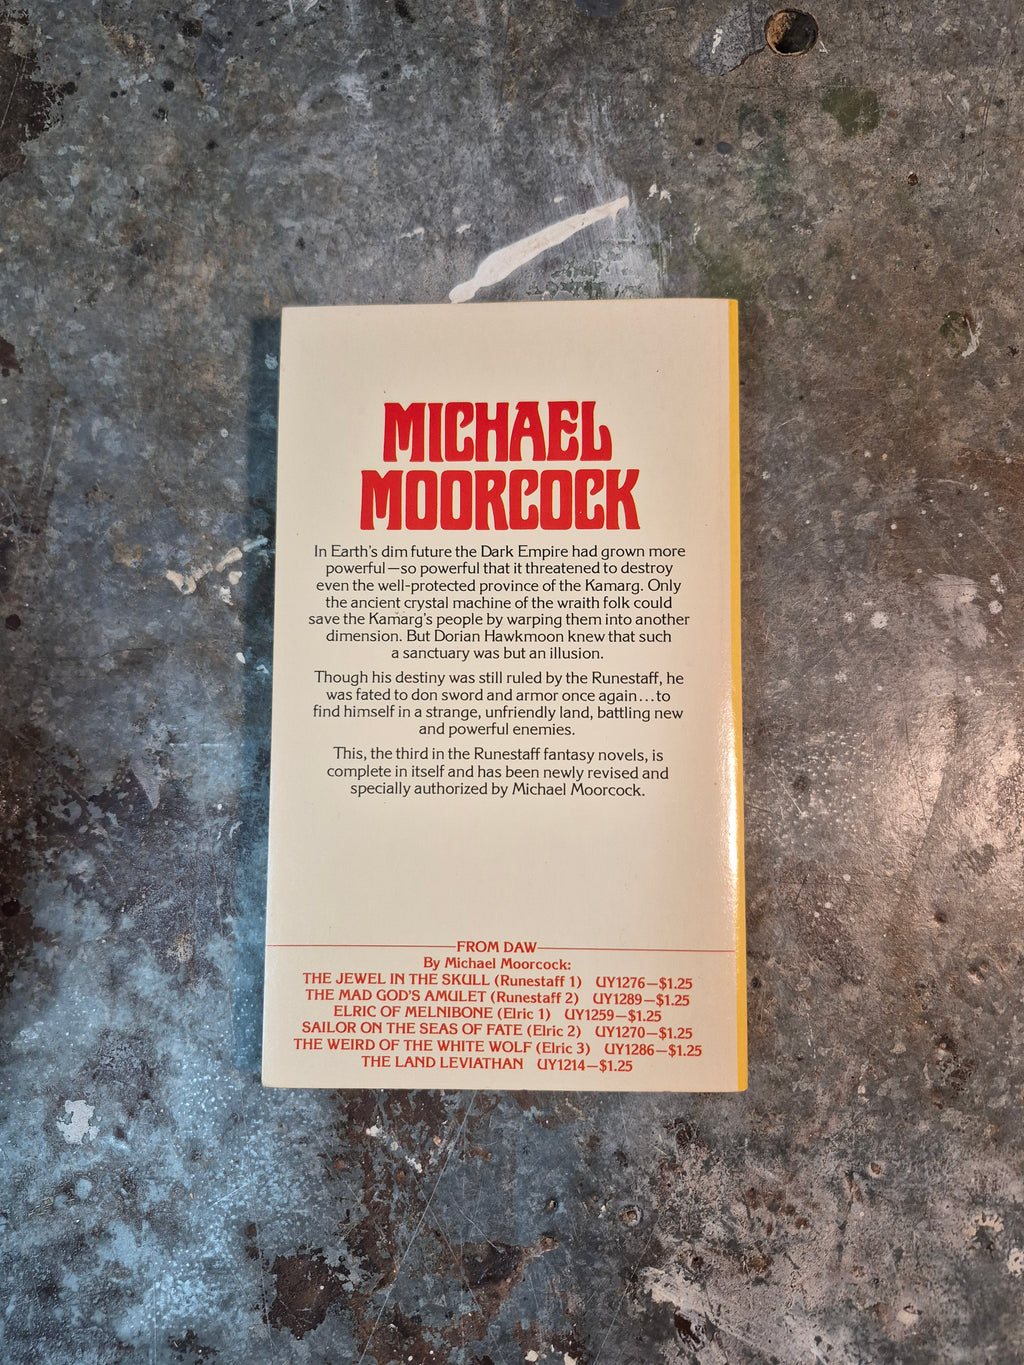 MICHAEL
MOORCOCK
In Earth's dim future the Dark Empire had grown more
powerful—so powerful that it threatened to destroy
even the well-protected province of the Kamarg. Only
the ancient crystal machine of the wraith folk could
save the Kamarg's people by warping them into another
dimension. But Dorian Hawkmoon knew that such
a sanctuary was but an illusion.
Though his destiny was still ruled by the Runestaff, he
was fated to don sword and armor once again...to
find himself in a strange, unfriendly land, battling new
and powerful enemies.
This, the third in the Runestaff fantasy novels, is
complete in itself and has been newly revised and
specially authorized by Michael Moorcock.
FROM DAW
By Michael Moorcock:
THE JEWEL IN THE SKULL (Runestaff 1) UY1276—$1.25
THE MAD GOD'S AMULET (Runestaff 2) UY1289—$1.25
ELRIC OF MELNIBONE (Elric 1) UY1259—$1.25
SAILOR ON THE SEAS OF FATE (Elric 2) UY1270—$1.25
THE WEIRD OF THE WHITE WOLF (Elric 3) UY1286—$1.25
THE LAND LEVIATHAN UY1214—$1.25